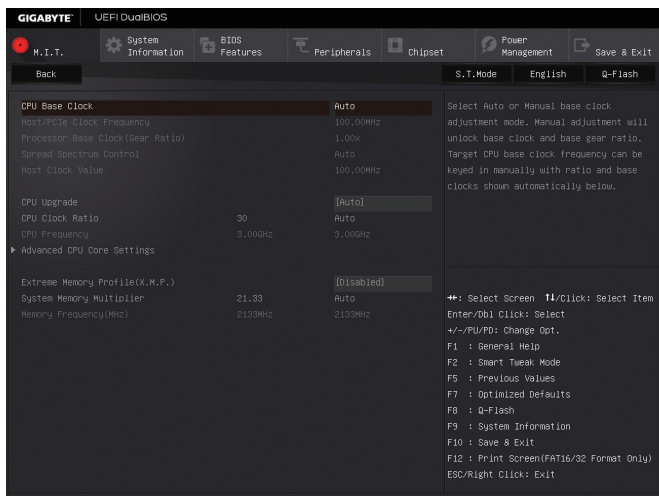 GIGABYTE™ UEFI DualBIOS
M.I.T.
System Information
BIOS Features
Peripherals
Chipset
Power Management
Save & Exit
Back
S.T.Mode English Q-Flash
CPU Base Clock Auto
Host/PCIe Clock Frequency 100.00MHz
Processor Base Clock(Gear Ratio) 1.00x
Spread Spectrum Control Auto
Host Clock Value 100.00MHz
CPU Upgrade [Auto]
CPU Clock Ratio 30 Auto
CPU Frequency 3.00GHz 3.00GHz
Advanced CPU Core Settings
Extreme Memory Profile(X.M.P.) [Disabled]
System Memory Multiplier 21.33 Auto
Memory Frequency(MHz) 2133MHz 2133MHz
Select Auto or Manual base clock
adjustment mode. Manual adjustment will
unlock base clock and base gear ratio.
Target CPU base clock frequency can be
keyed in manually with ratio and base
clocks shown automatically below.
→←: Select Screen ↑↓/Click: Select Item
Enter/Dbl Click: Select
+/-/PU/PD: Change Opt.
F1 : General Help
F2 : Smart Tweak Mode
F5 : Previous Values
F7 : Optimized Defaults
F8 : Q-Flash
F9 : System Information
F10 : Save & Exit
F12 : Print Screen(FAT16/32 Format Only)
ESC/Right Click: Exit